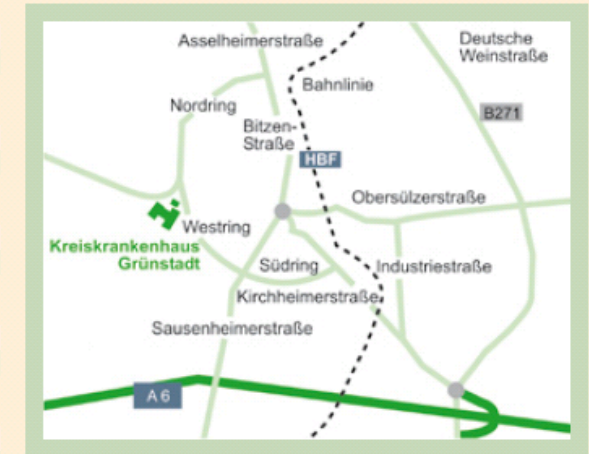 Asselheimerstraße
Deutsche
Weinstraße
Bahnlinie
Nordring
B271
Bitzen-
Straße
HBF
Obersülzerstraße
Westring
Kreiskrankenhaus
Grünstadt
Südring
Industriestraße
Kirchheimerstraße
Sausenheimerstraße
A 6